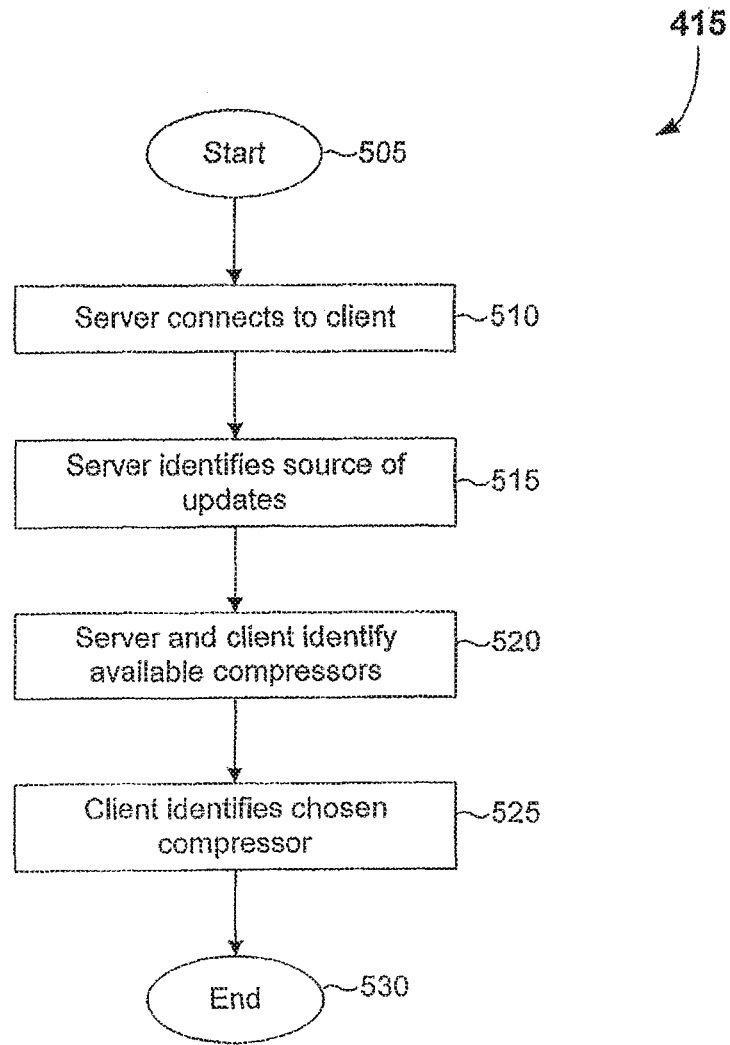 415
Start
505
Server connects to client
510
Server identifies source of
updates
515
Server and client identify
available compressors
520
Client identifies chosen
compressor
525
End
530